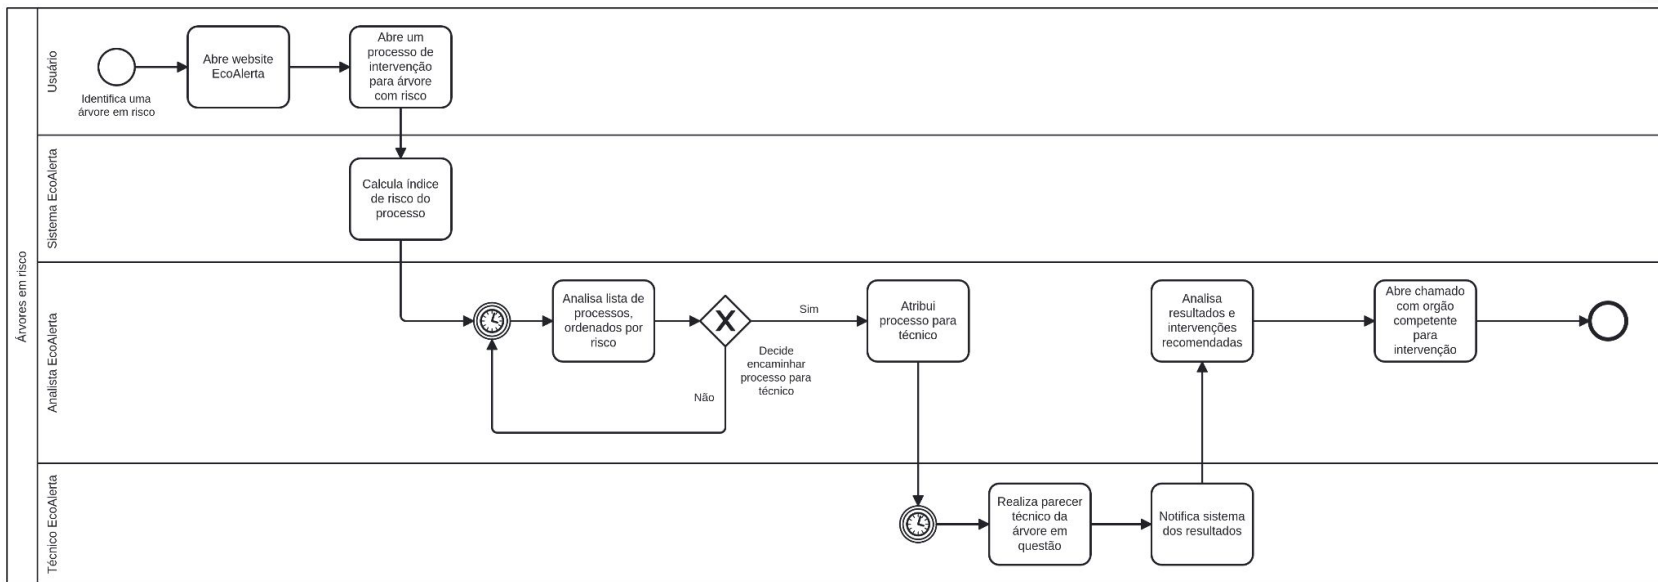 Árvores em risco
Usuário
Identifica uma
árvore em risco
Abre website
EcoAlerta
Abre um
processo de
intervenção
para árvore
com risco
Sistema EcoAlerta
Calcula índice
de risco do
processo
Analista EcoAlerta
Analisa lista de
processos,
ordenados por
risco
Decide
encaminhar
processo para
técnico
Sim
Não
Atribui
processo para
técnico
Analisa
resultados e
intervenções
recomendadas
Abre chamado
com orgão
competente
para
intervenção
Técnico EcoAlerta
Realiza parecer
técnico da
árvore em
questão
Notifica sistema
dos resultados